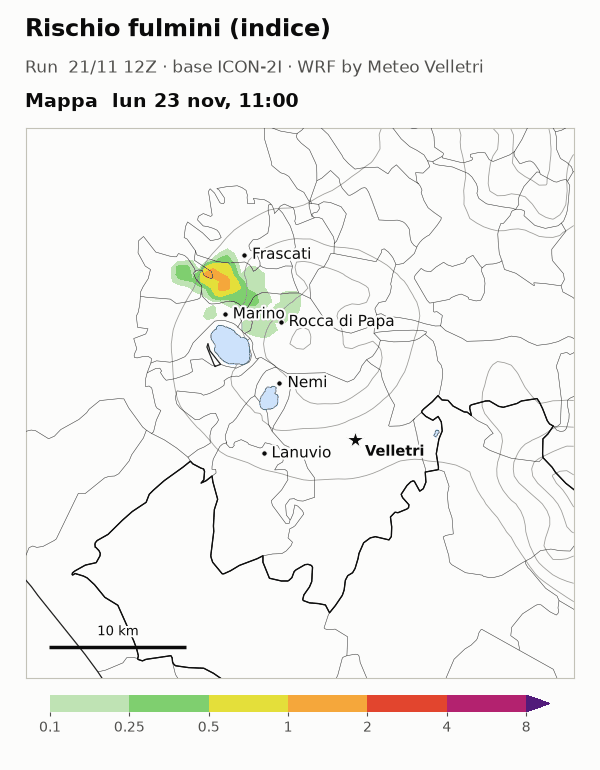 Rischio fulmini (indice)
Run  21/11 12Z · base ICON-2I · WRF by Meteo Velletri
Mappa  lun 23 nov, 11:00
Frascati
Marino
Rocca di Papa
Nemi
Velletri
Lanuvio
10 km
0.1 0.25 0.5 1 2 4 8